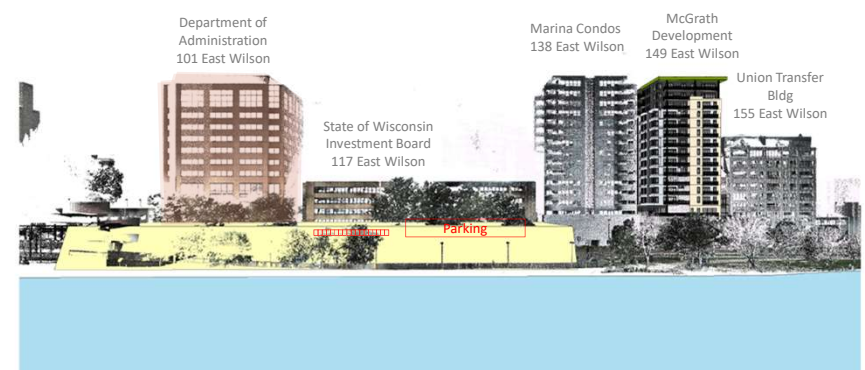 Department of
Administration
101 East Wilson
State of Wisconsin
Investment Board
117 East Wilson
Marina Condos
138 East Wilson
McGrath
Development
149 East Wilson
Union Transfer
Bldg
155 East Wilson
Parking